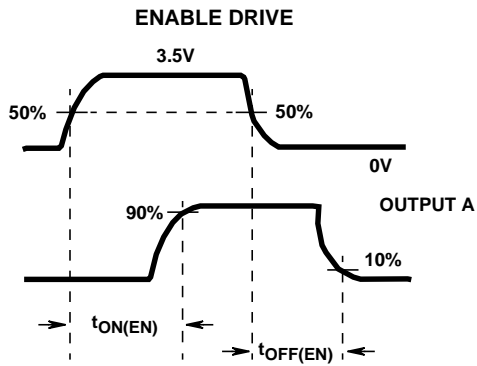 ENABLE DRIVE
3.5V
50%
50%
0V
OUTPUT A
90%
10%
tON(EN)
tOFF(EN)